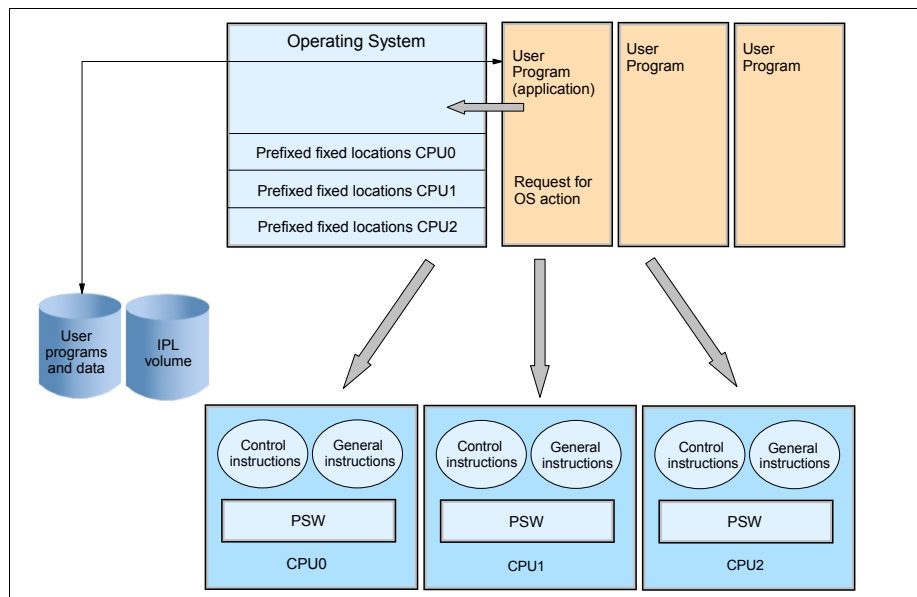 Operating System
User
Program
(application)
User
Program
User
Program
Prefixed fixed locations CPU0
Prefixed fixed locations CPU1
Prefixed fixed locations CPU2
Request for
OS action
User
programs
and data
IPL
volume
Control
instructions
General
instructions
PSW
CPU0
Control
instructions
General
instructions
PSW
CPU1
Control
instructions
General
instructions
PSW
CPU2